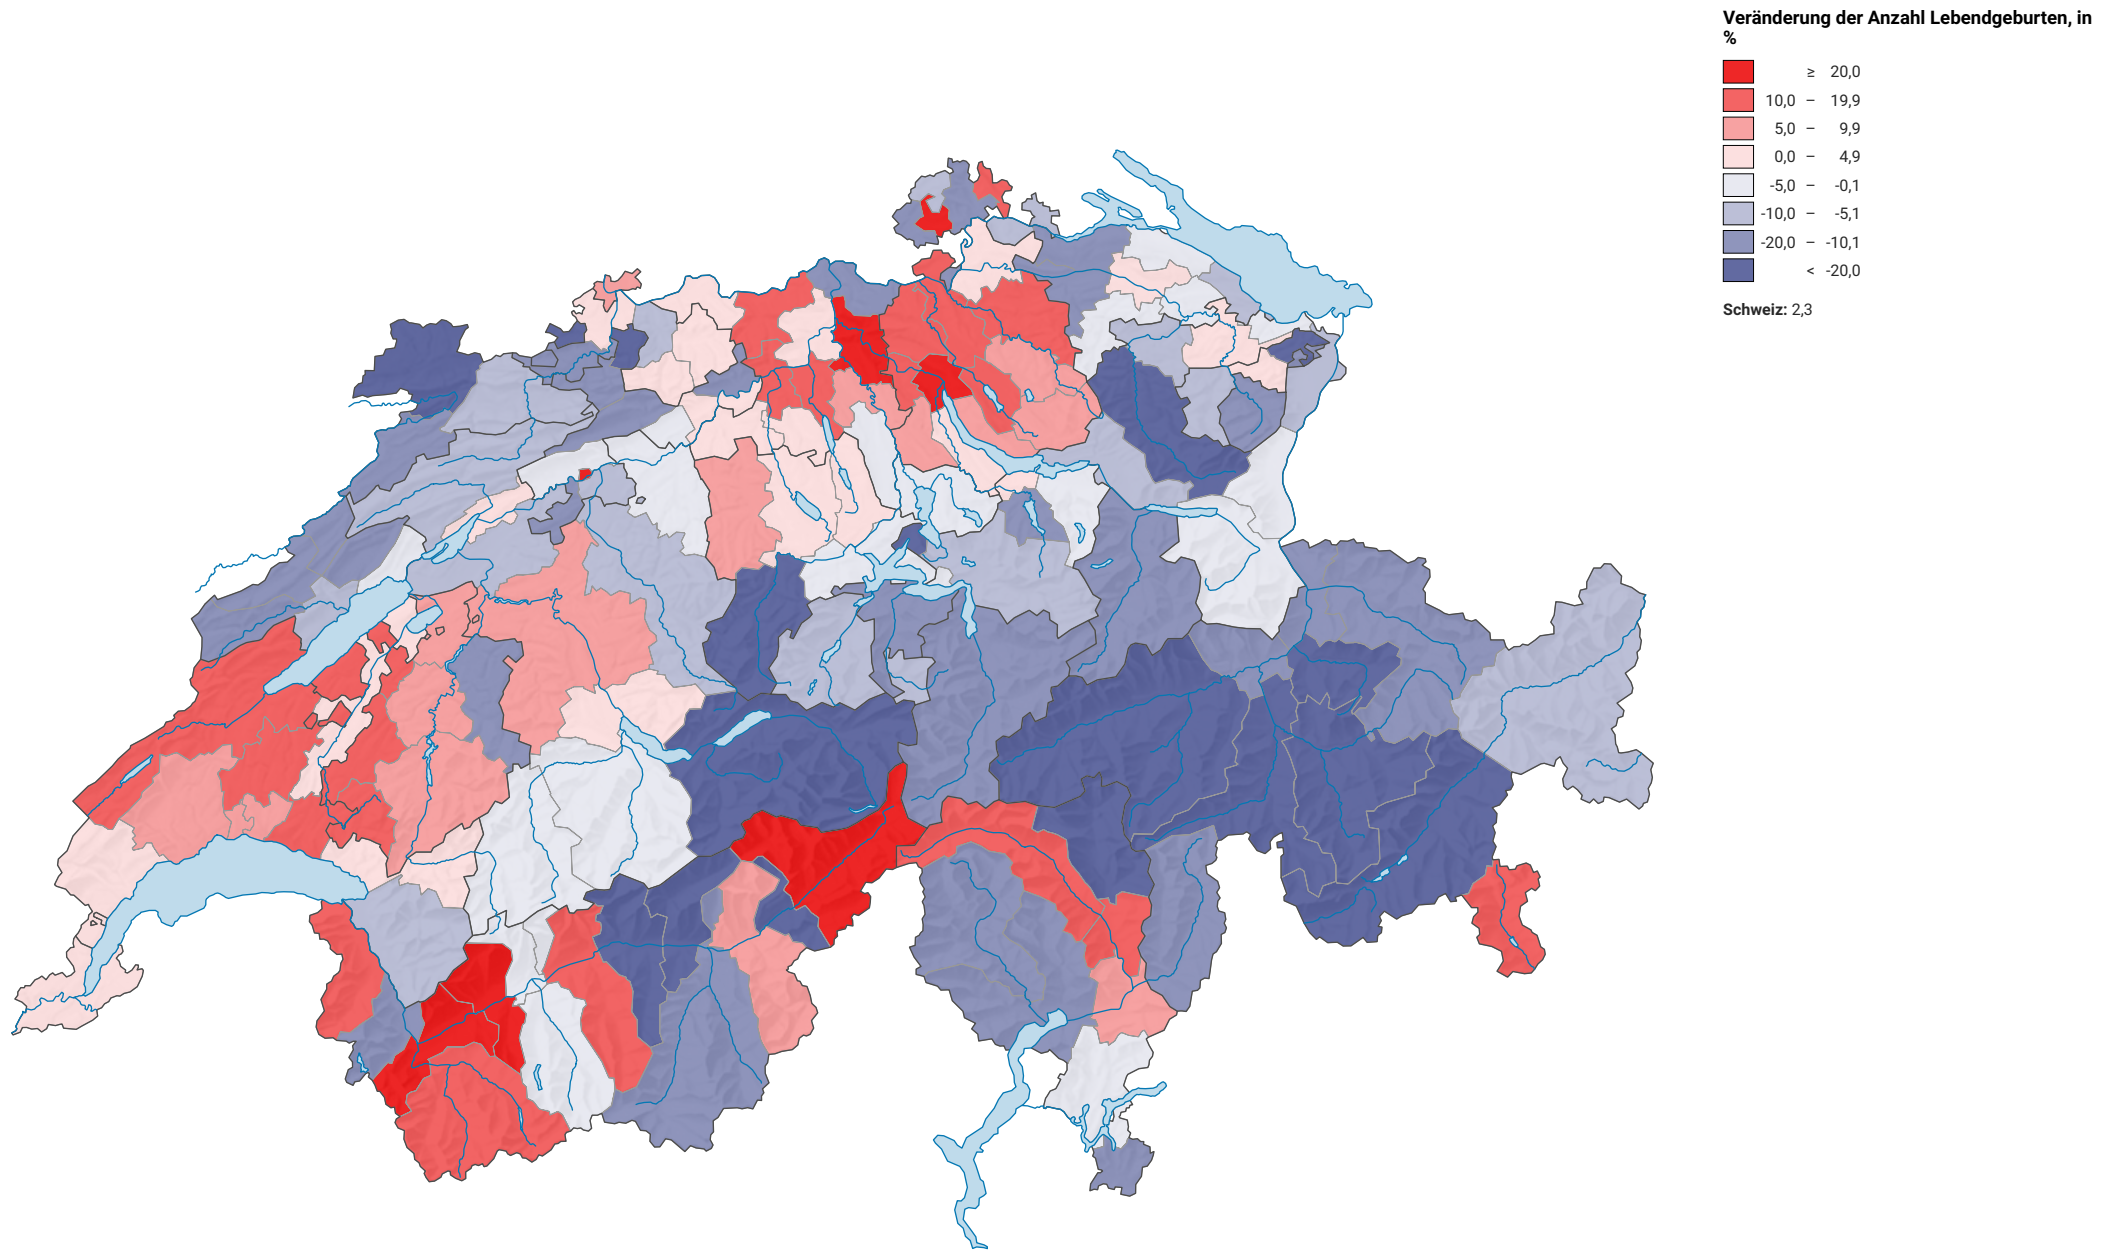 Veränderung der Anzahl Lebendgeburten, in
%
≥ 20,0
10,0 – 19,9
5,0 – 9,9
0,0 – 4,9
-5,0 – -0,1
-10,0 – -5,1
-20,0 – -10,1
< -20,0
Schweiz: 2,3